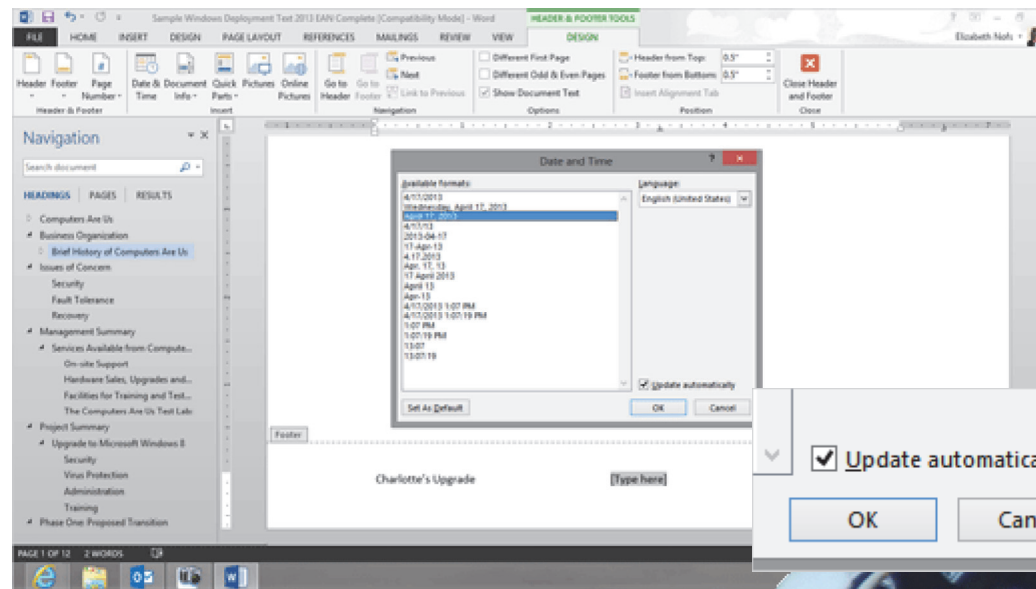 Sample Windows Deployment Text 2013 EAN Complete [Compatibility Mode] - Word
HEADER & FOOTER TOOLS
FILE HOME INSERT DESIGN PAGE LAYOUT REFERENCES MAILINGS REVIEW VIEW DESIGN
Header Footer Page Number
Date & Time Document Info Quick Parts Pictures Online Pictures
Go to Header Go to Footer
Previous
Next
Link to Previous
Different First Page
Different Odd & Even Pages
Show Document Text
Header from Top: 0.5"
Footer from Bottom: 0.5"
Insert Alignment Tab
Close Header and Footer
Header & Footer Insert Navigation Options Position Close
Navigation
Search document
HEADINGS PAGES RESULTS
Computers Are Us
Business Organization
Brief History of Computers Are Us
Issues of Concern
Security
Fault Tolerance
Recovery
Management Summary
Services Available from Compute...
On-site Support
Hardware Sales, Upgrades and...
Facilities for Training and Test...
The Computers Are Us Test Lab
Project Summary
Upgrade to Microsoft Windows 8
Security
Virus Protection
Administration
Training
Phase One: Proposed Transition
Date and Time
Available formats:
4/17/2013
Wednesday, April 17, 2013
April 17, 2013
4/17/13
2013-04-17
17-Apr-13
4.17.2013
Apr. 17, 13
17 April 2013
April 13
Apr-13
4/17/2013 1:07 PM
4/17/2013 1:07:19 PM
1:07 PM
1:07:19 PM
13:07
13:07:19
Language:
English (United States)
Update automatically
Set As Default
OK Cancel
Footer
Charlotte's Upgrade [Type here]
Update automatica
OK Can
PAGE 1 OF 12 2 WORDS